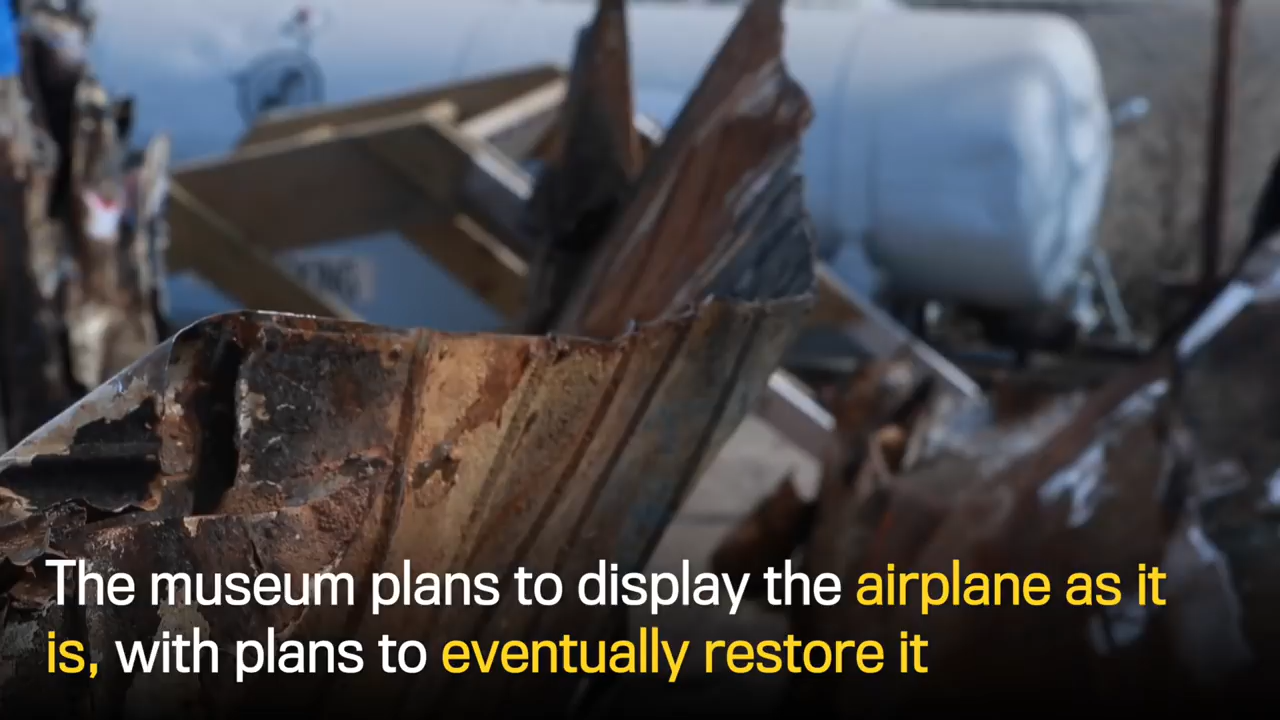 The museum plans to display the airplane as it
is, with plans to eventually restore it